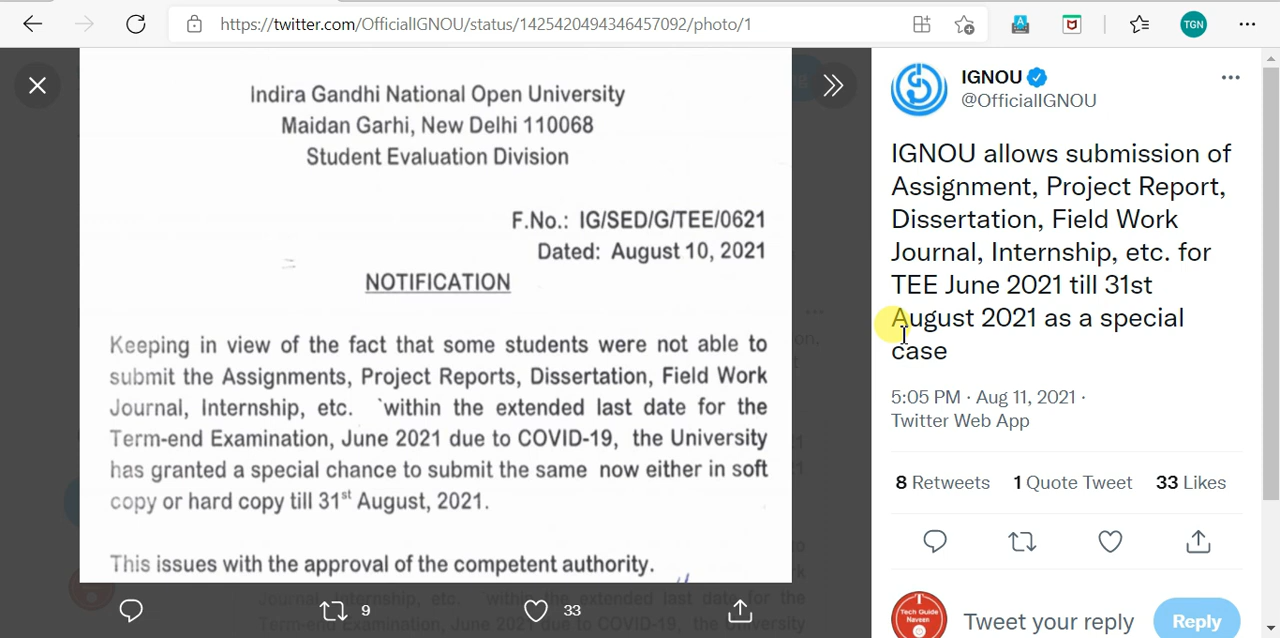 https://twitter.com/OfficialIGNOU/status/1425420494346457092/photo/1
TGN
Indira Gandhi National Open University
Maidan Garhi, New Delhi 110068
Student Evaluation Division
F.No.: IG/SED/G/TEE/0621
Dated: August 10, 2021
NOTIFICATION
Keeping in view of the fact that some students were not able to
submit the Assignments, Project Reports, Dissertation, Field Work
Journal, Internship, etc. `within the extended last date for the
Term-end Examination, June 2021 due to COVID-19, the University
has granted a special chance to submit the same now either in soft
copy or hard copy till 31st August, 2021.
This issues with the approval of the competent authority.
9
33
IGNOU
@OfficialIGNOU
IGNOU allows submission of
Assignment, Project Report,
Dissertation, Field Work
Journal, Internship, etc. for
TEE June 2021 till 31st
August 2021 as a special
case
5:05 PM · Aug 11, 2021 ·
Twitter Web App
8 Retweets 1 Quote Tweet 33 Likes
Tech Guide
Naveen
Tweet your reply
Reply